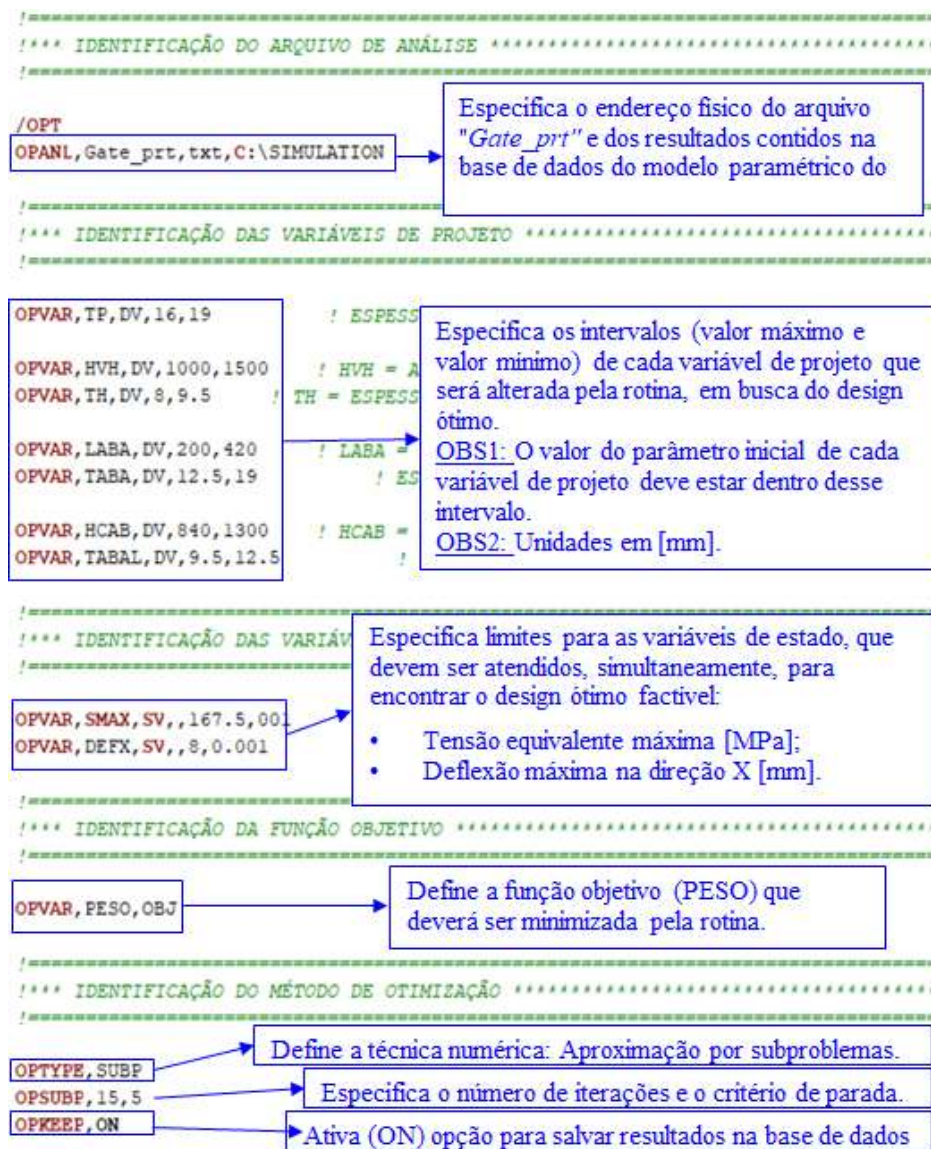 !==============================================
!*** IDENTIFICAÇÃO DO ARQUIVO DE ANÁLISE ************************************
!==============================================
/OPT
OPANL,Gate_prt,txt,C:\SIMULATION
Especifica o endereço físico do arquivo
"Gate_prt" e dos resultados contidos na
base de dados do modelo paramétrico do
!==============================================
!*** IDENTIFICAÇÃO DAS VARIÁVEIS DE PROJETO *********************************
!==============================================
OPVAR,TP,DV,16,19 ! ESPESS
OPVAR,HVH,DV,1000,1500 ! HVH = A
OPVAR,TH,DV,8,9.5 ! TH = ESPESS
OPVAR,LABA,DV,200,420 ! LABA =
OPVAR,TABA,DV,12.5,19 ! ES
OPVAR,HCAB,DV,840,1300 ! HCAB =
OPVAR,TABAL,DV,9.5,12.5 !
Especifica os intervalos (valor máximo e
valor mínimo) de cada variável de projeto que
será alterada pela rotina, em busca do design
ótimo.
OBS1: O valor do parâmetro inicial de cada
variável de projeto deve estar dentro desse
intervalo.
OBS2: Unidades em [mm].
!==============================================
!*** IDENTIFICAÇÃO DAS VARIÁV
!==============================================
OPVAR,SMAX,SV,,167.5,001
OPVAR,DEFX,SV,,8,0.001
Especifica limites para as variáveis de estado, que
devem ser atendidos, simultaneamente, para
encontrar o design ótimo factível:
• Tensão equivalente máxima [MPa];
• Deflexão máxima na direção X [mm].
!==============================================
!*** IDENTIFICAÇÃO DA FUNÇÃO OBJETIVO ***************************************
!==============================================
OPVAR,PESO,OBJ
Define a função objetivo (PESO) que
deverá ser minimizada pela rotina.
!==============================================
!*** IDENTIFICAÇÃO DO MÉTODO DE OTIMIZAÇÃO **********************************
!==============================================
OPTYPE,SUBP
Define a técnica numérica: Aproximação por subproblemas.
OPSUBP,15,5
Especifica o número de iterações e o critério de parada.
OPKEEP,ON
Ativa (ON) opção para salvar resultados na base de dados